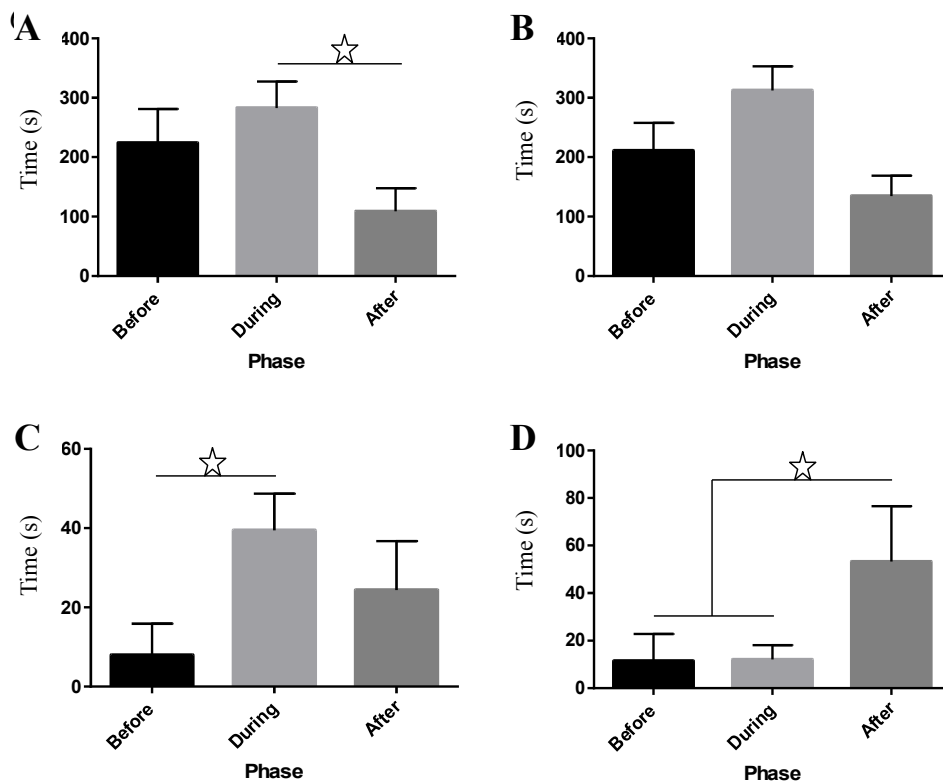 A
Time (s)
400
300
200
100
0
Before
During
After
Phase
B
Time (s)
400
300
200
100
0
Before
During
After
Phase
C
Time (s)
60
40
20
0
Before
During
After
Phase
D
Time (s)
100
80
60
40
20
0
Before
During
After
Phase